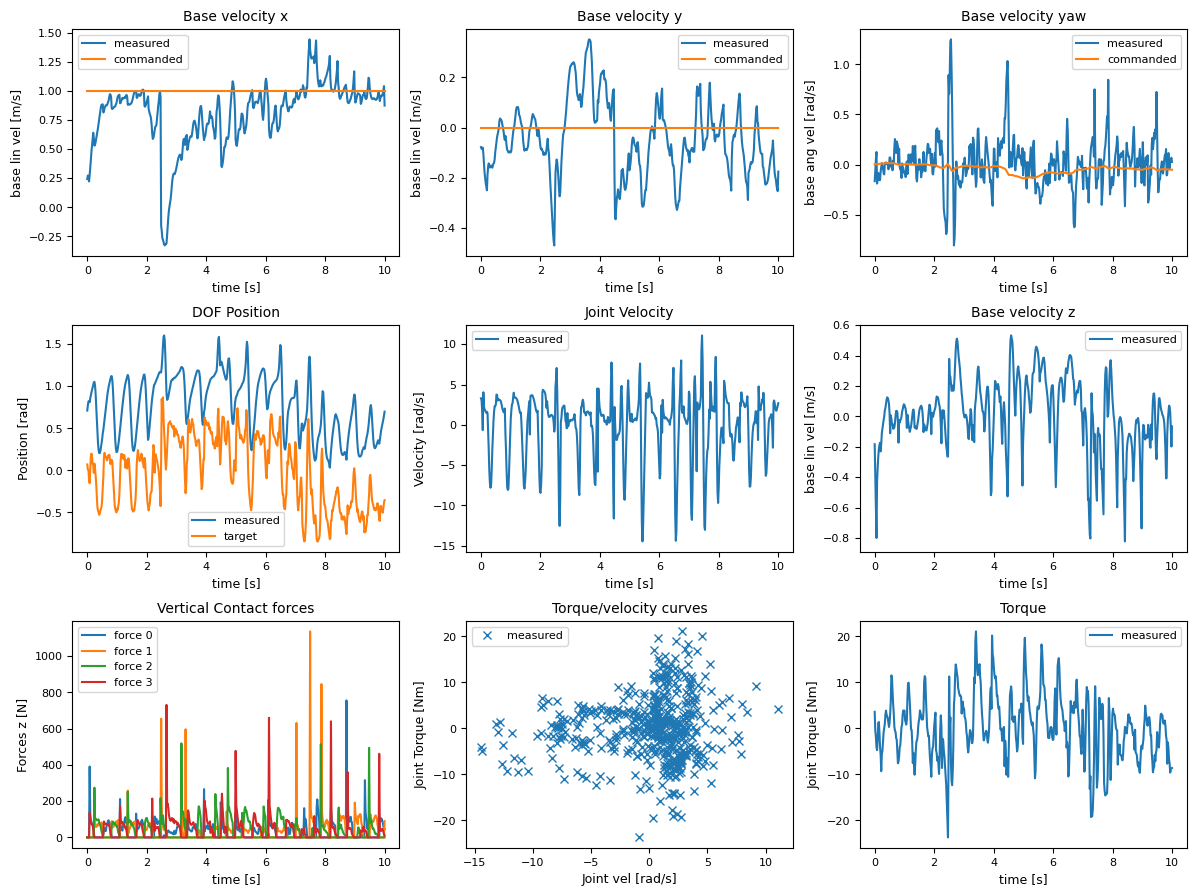 Base velocity x
1.50
1.25
1.00
0.75
0.50
0.25
0.00
−0.25
base lin vel [m/s]
measured
commanded
0 2 4 6 8 10
time [s]
Base velocity y
0.2
0.0
−0.2
−0.4
base lin vel [m/s]
measured
commanded
0 2 4 6 8 10
time [s]
Base velocity yaw
1.0
0.5
0.0
−0.5
base ang vel [rad/s]
measured
commanded
0 2 4 6 8 10
time [s]
DOF Position
1.5
1.0
0.5
0.0
−0.5
Position [rad]
measured
target
0 2 4 6 8 10
time [s]
Joint Velocity
10
5
0
−5
−10
−15
Velocity [rad/s]
measured
0 2 4 6 8 10
time [s]
Base velocity z
0.6
0.4
0.2
0.0
−0.2
−0.4
−0.6
−0.8
base lin vel [m/s]
measured
0 2 4 6 8 10
time [s]
Vertical Contact forces
1000
800
600
400
200
0
Forces z [N]
force 0
force 1
force 2
force 3
0 2 4 6 8 10
time [s]
Torque/velocity curves
20
10
0
−10
−20
Joint Torque [Nm]
measured
−15 −10 −5 0 5 10
Joint vel [rad/s]
Torque
20
10
0
−10
−20
Joint Torque [Nm]
measured
0 2 4 6 8 10
time [s]